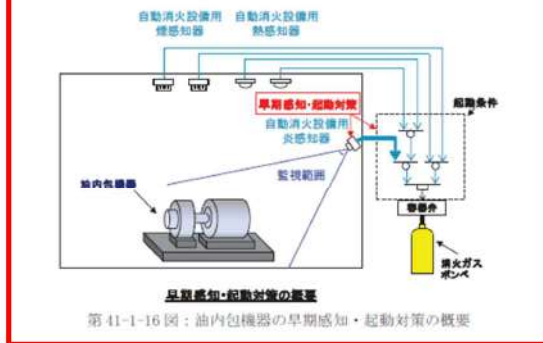 自動消火設備用
煙感知器
自動消火設備用
熱感知器
早期感知・起動対策
起動条件
自動消火設備用
炎感知器
監視範囲
油内包機器
容器弁
消火ガス
ボンベ
早期感知・起動対策の概要
第 41-1-16 図：油内包機器の早期感知・起動対策の概要